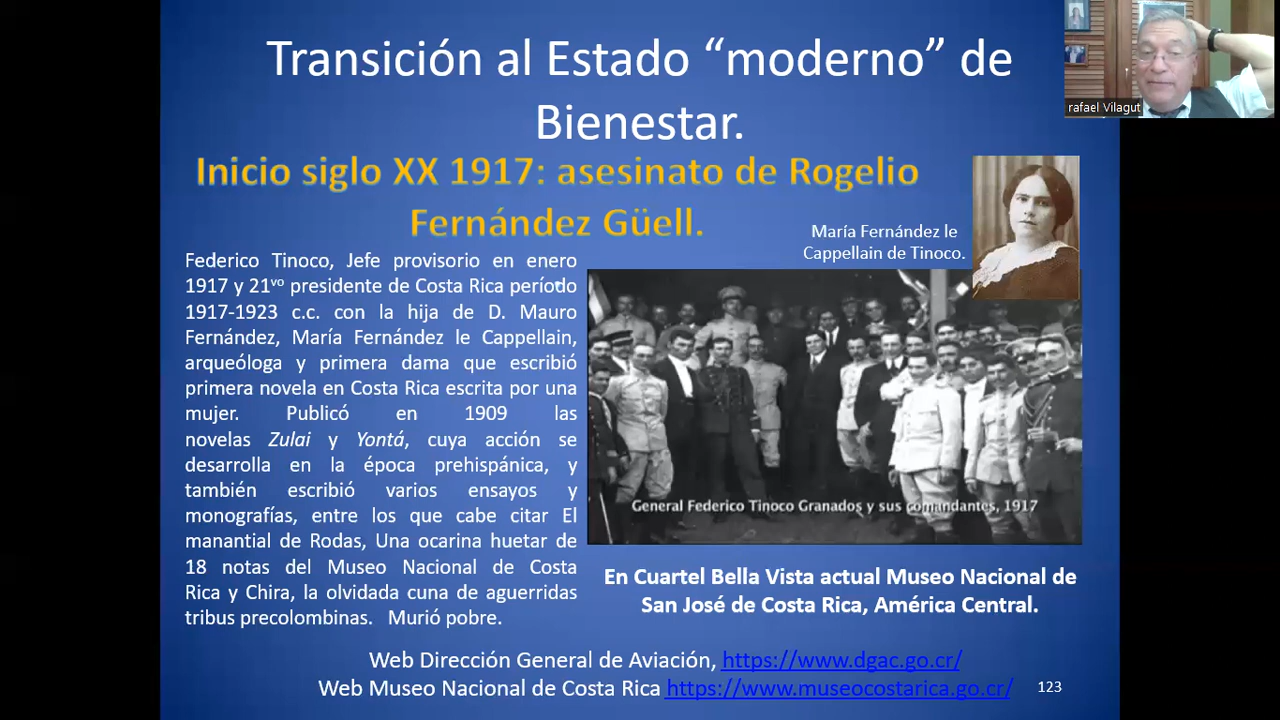 Transición al Estado “moderno” de
Bienestar.
Inicio siglo XX 1917: asesinato de Rogelio
Fernández Güell.
rafael Vilagut
María Fernández le
Cappellain de Tinoco.
Federico Tinoco, Jefe provisorio en enero
1917 y 21vo presidente de Costa Rica período
1917-1923 c.c. con la hija de D. Mauro
Fernández, María Fernández le Cappellain,
arqueóloga y primera dama que escribió
primera novela en Costa Rica escrita por una
mujer. Publicó en 1909 las
novelas Zulai y Yontá, cuya acción se
desarrolla en la época prehispánica, y
también escribió varios ensayos y
monografías, entre los que cabe citar El
manantial de Rodas, Una ocarina huetar de
18 notas del Museo Nacional de Costa
Rica y Chira, la olvidada cuna de aguerridas
tribus precolombinas. Murió pobre.
General Federico Tinoco Granados y sus comandantes, 1917
En Cuartel Bella Vista actual Museo Nacional de
San José de Costa Rica, América Central.
Web Dirección General de Aviación, https://www.dgac.go.cr/
Web Museo Nacional de Costa Rica https://www.museocostarica.go.cr/
123